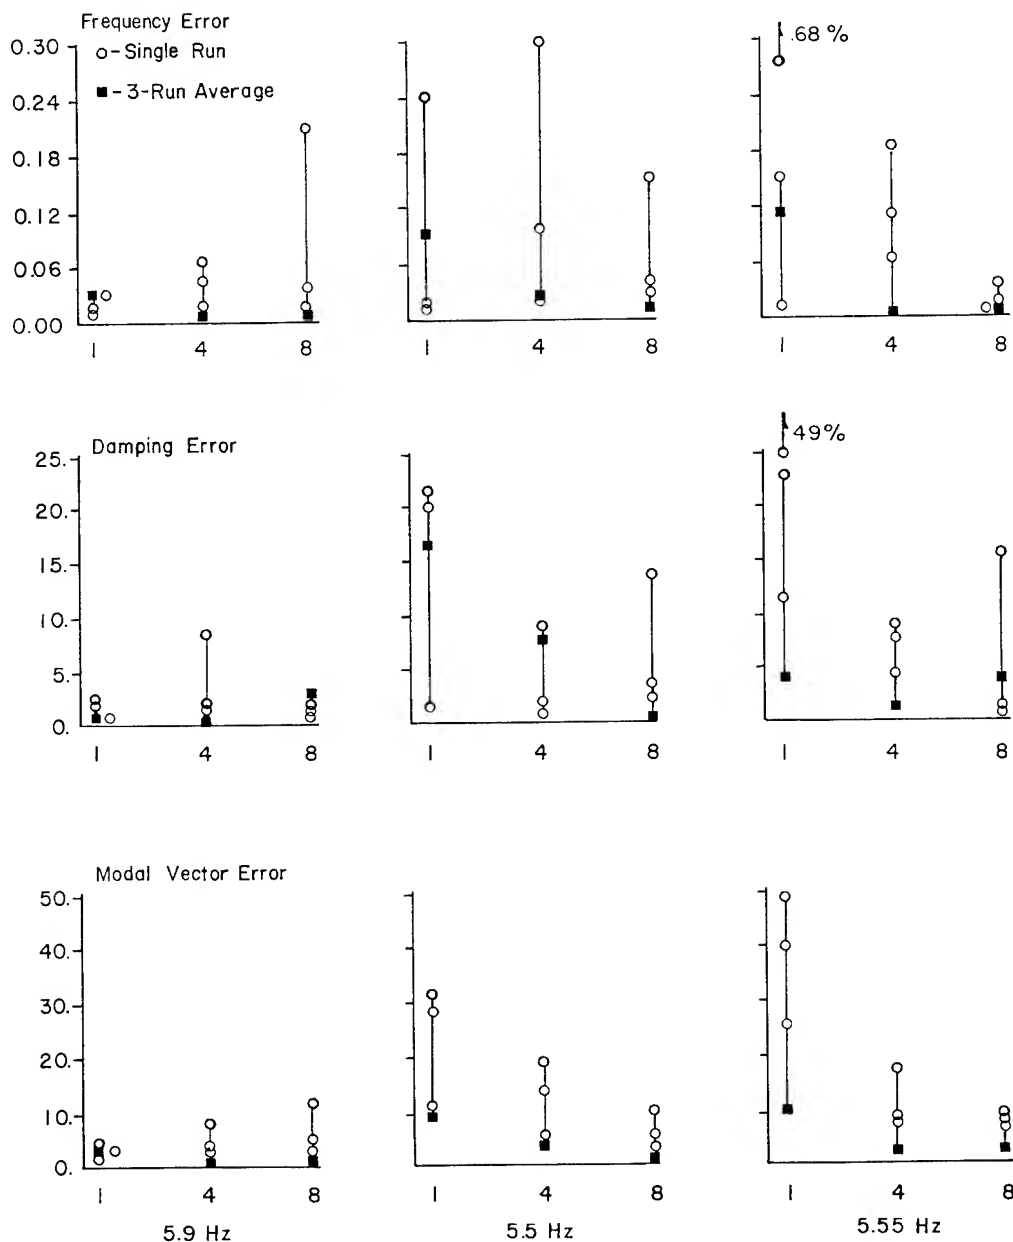 Frequency Error
○-Single Run
■-3-Run Average
0.30
0.24
0.18
0.12
0.06
0.00
1 4 8
1 4 8
.68 %
1 4 8
Damping Error
25.
20.
15.
10.
5.
0.
1 4 8
1 4 8
49%
1 4 8
Modal Vector Error
50.
40.
30.
20.
10.
0.
1 4 8
1 4 8
1 4 8
5.9 Hz
5.5 Hz
5.55 Hz